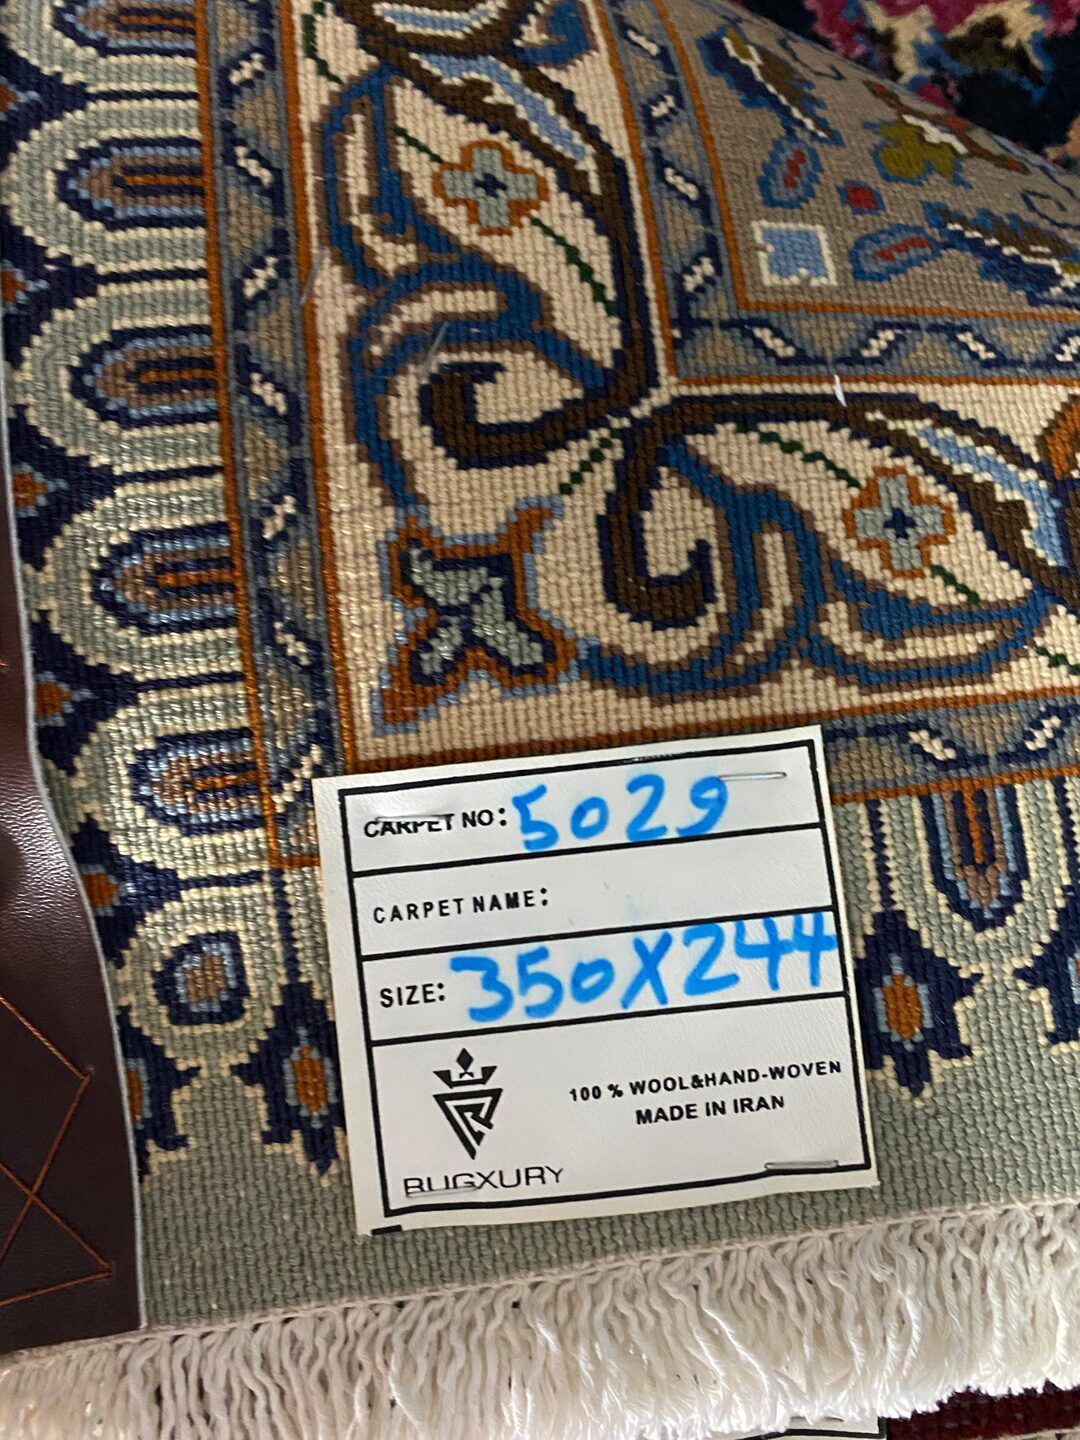 CARPET NO: 5029
CARPET NAME:
SIZE: 350X244
100 % WOOL&HAND-WOVEN
MADE IN IRAN
RUGXURY